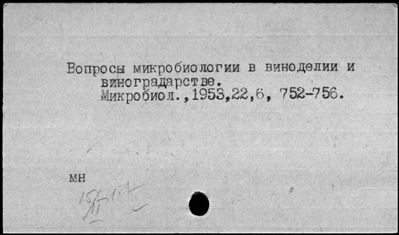 Вопросы микробиологии в виноделии и
виноградарстве.
Микробиол.,1953,22,6, 752-756.
мн